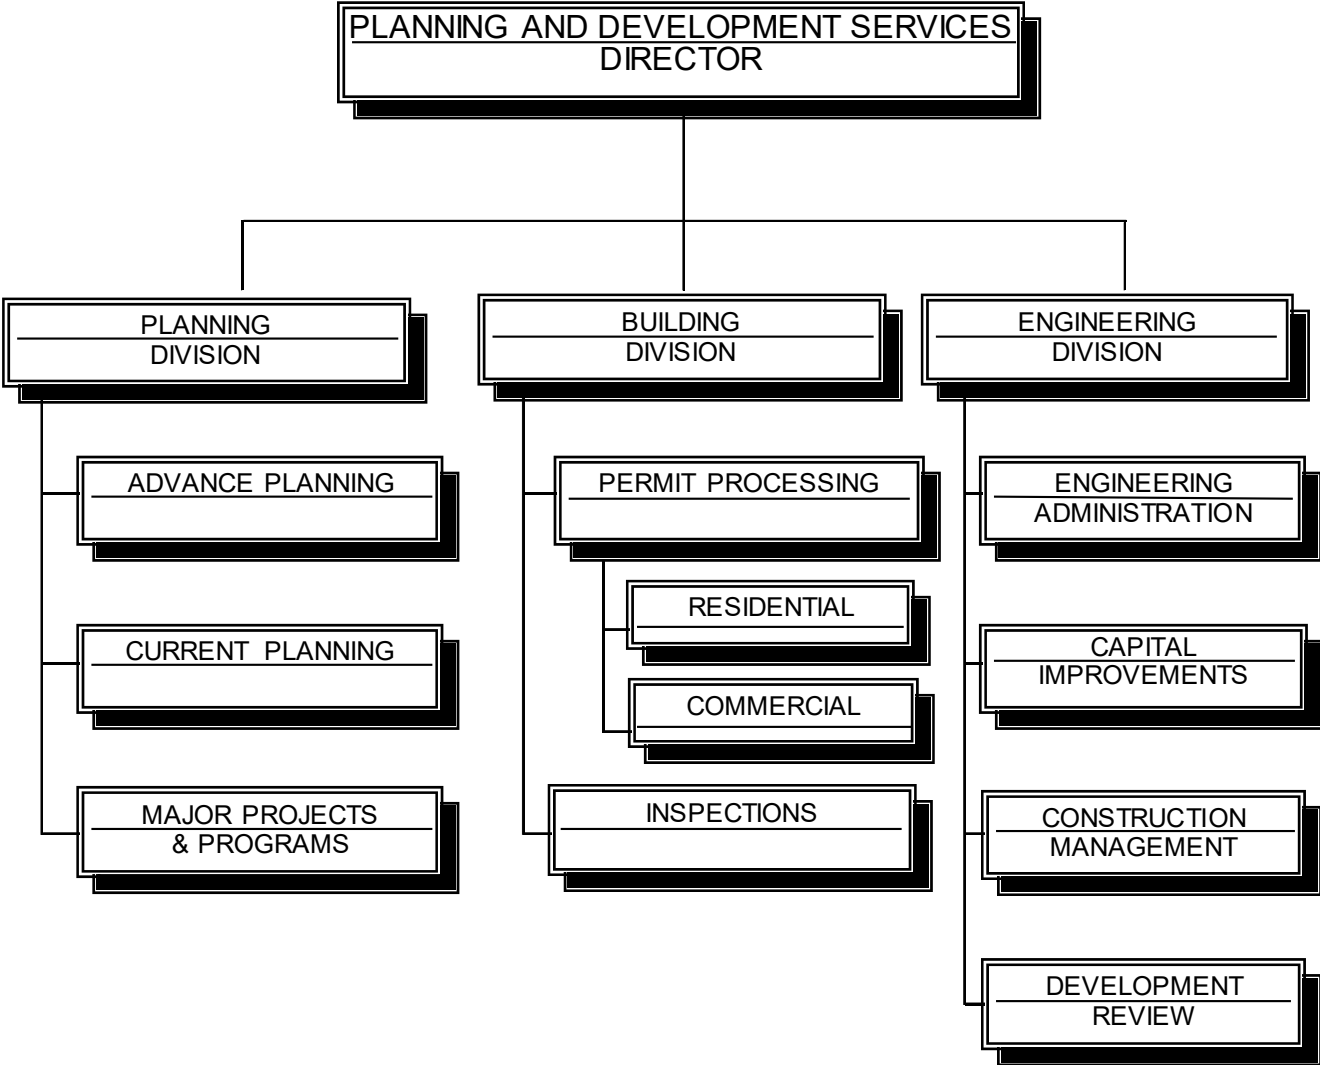 PLANNING AND DEVELOPMENT SERVICES
DIRECTOR
PLANNING
DIVISION
ADVANCE PLANNING
CURRENT PLANNING
MAJOR PROJECTS
& PROGRAMS
BUILDING
DIVISION
PERMIT PROCESSING
RESIDENTIAL
COMMERCIAL
INSPECTIONS
ENGINEERING
DIVISION
ENGINEERING
ADMINISTRATION
CAPITAL
IMPROVEMENTS
CONSTRUCTION
MANAGEMENT
DEVELOPMENT
REVIEW